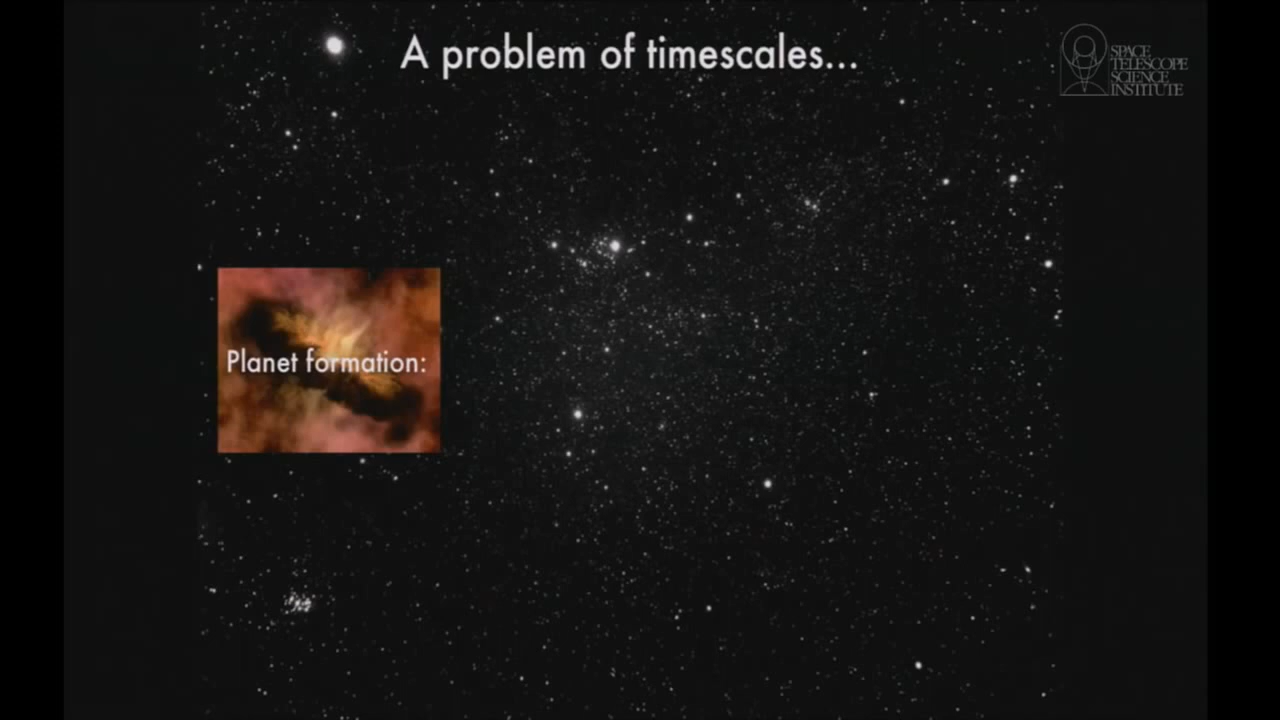 A problem of timescales...
SPACE
TELESCOPE
SCIENCE
INSTITUTE
Planet formation: